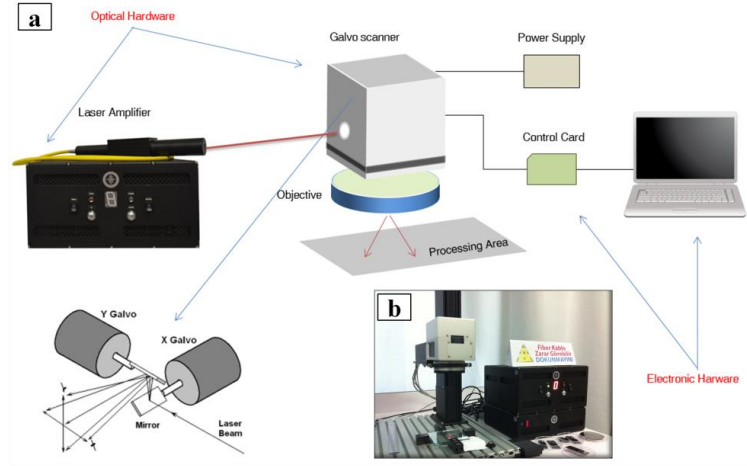 a
Optical Hardware
Galvo scanner
Power Supply
Laser Amplifier
Control Card
Objective
Processing Area
Y Galvo
X Galvo
Y
X
Mirror
Laser
Beam
b
Fiber Kablo
Zarar Görebilir
DOKUNMAYIN!
Electronic Harware